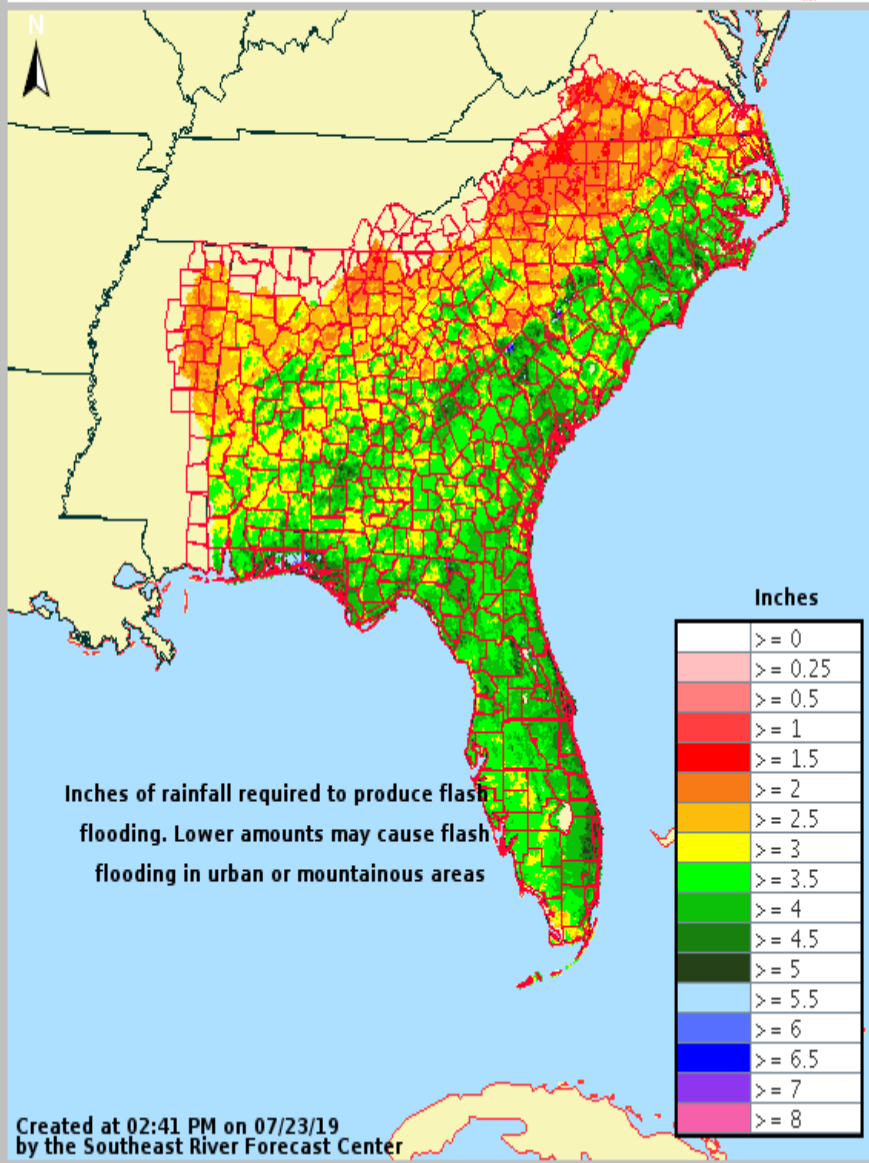 N
Inches
>= 0
>= 0.25
>= 0.5
>= 1
>= 1.5
>= 2
>= 2.5
>= 3
>= 3.5
>= 4
>= 4.5
>= 5
>= 5.5
>= 6
>= 6.5
>= 7
>= 8
Inches of rainfall required to produce flash
flooding. Lower amounts may cause flash
flooding in urban or mountainous areas
Created at 02:41 PM on 07/23/19
by the Southeast River Forecast Center